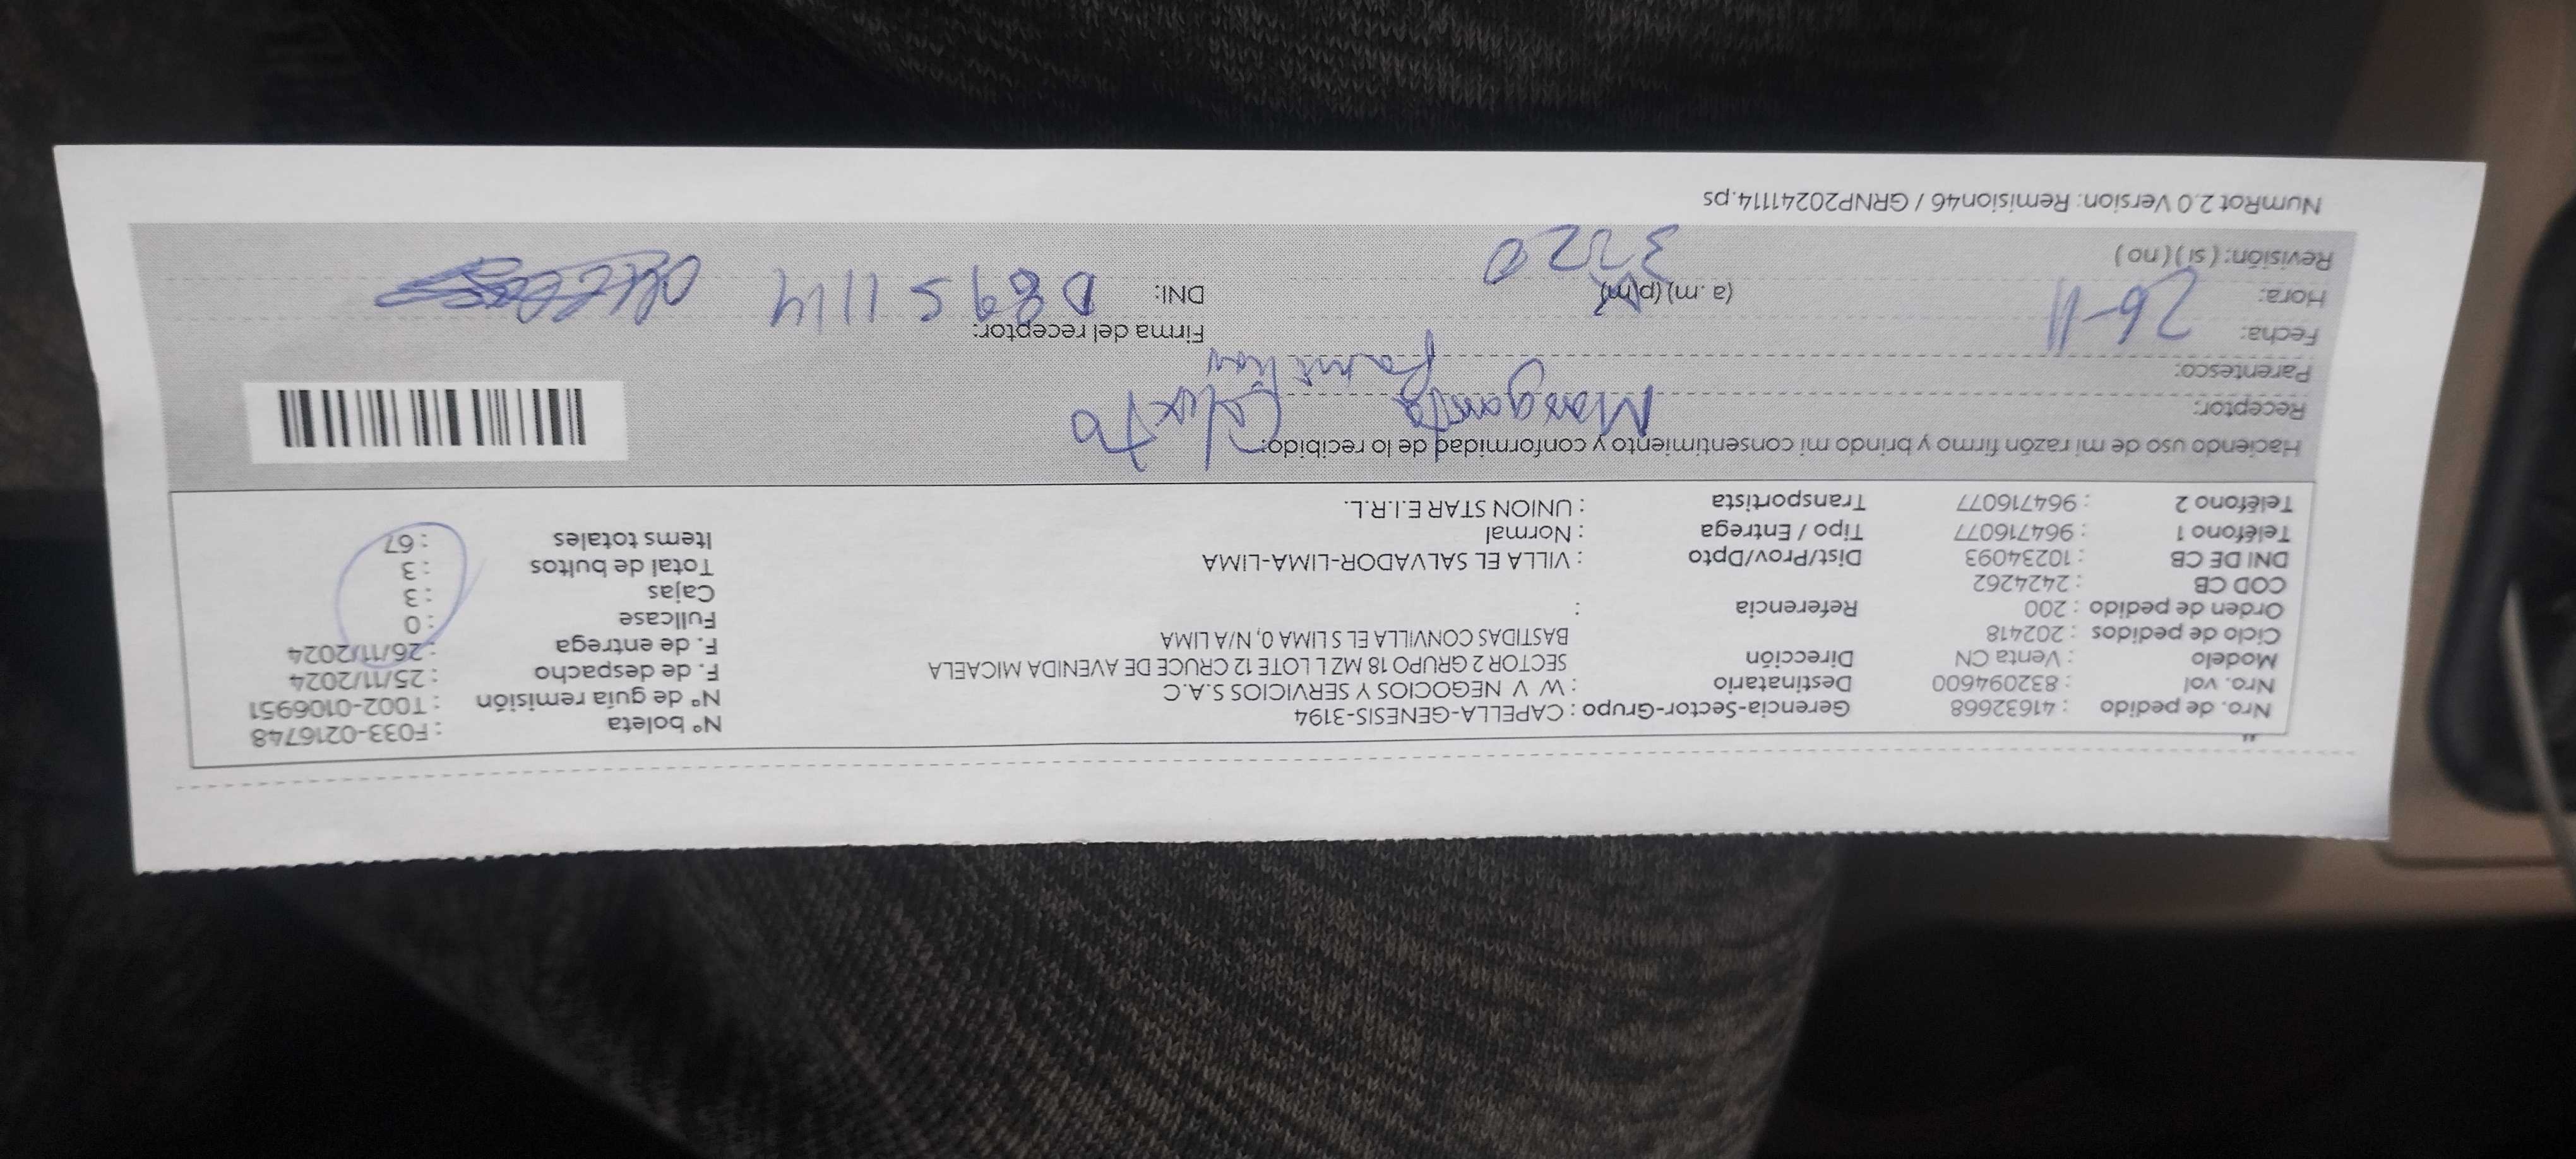 Nro. de pedido : 41632668 Gerencia-Sector-Grupo : CAPELLA-GENESIS-3194 N° boleta : F033-0216748
Nro. vol : 832094600 Destinatario : W. V NEGOCIOS Y SERVICIOS S.A.C N° de guía remisión : T002-0106951
Modelo : Venta CN Dirección SECTOR 2 GRUPO 18 MZ L LOTE 12 CRUCE DE AVENIDA MICAELA F. de despacho : 25/11/2024
Ciclo de pedidos : 202418 BASTIDAS CONVILLA EL S LIMA 0, N/A LIMA F. de entrega : 26/11/2024
Orden de pedido : 200 Referencia : Fullcase : 0
COD CB : 2424262 Cajas : 3
DNI DE CB : 10234093 Dist/Prov/Dpto : VILLA EL SALVADOR-LIMA-LIMA Total de bultos : 3
Teléfono 1 : 964716077 Tipo / Entrega : Normal Items totales : 67
Teléfono 2 : 964716077 Transportista : UNION STAR E.I.R.L.
Haciendo uso de mi razón firmo y brindo mi consentimiento y conformidad de lo recibido:
Receptor: Margarita Calixto
Parentesco: familiar
Fecha: 26-11 Firma del receptor:
Hora: (a. m.) (p.m.) 3:20 DNI:
Revisión: ( si ) ( no )
NumRot 2.0 Version: Remision46 / GRNP20241114.ps